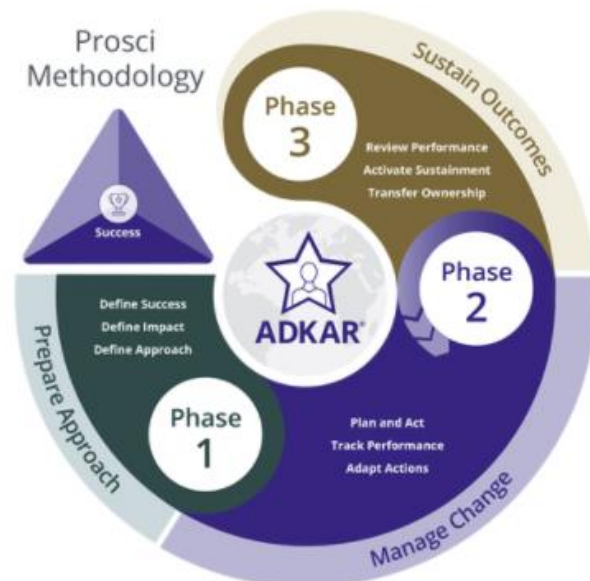 Prosci
Methodology
Success
Prepare Approach
Define Success
Define Impact
Define Approach
Phase
1
Manage Change
Plan and Act
Track Performance
Adapt Actions
Phase
2
Sustain Outcomes
Phase
3
Review Performance
Activate Sustainment
Transfer Ownership
ADKAR®